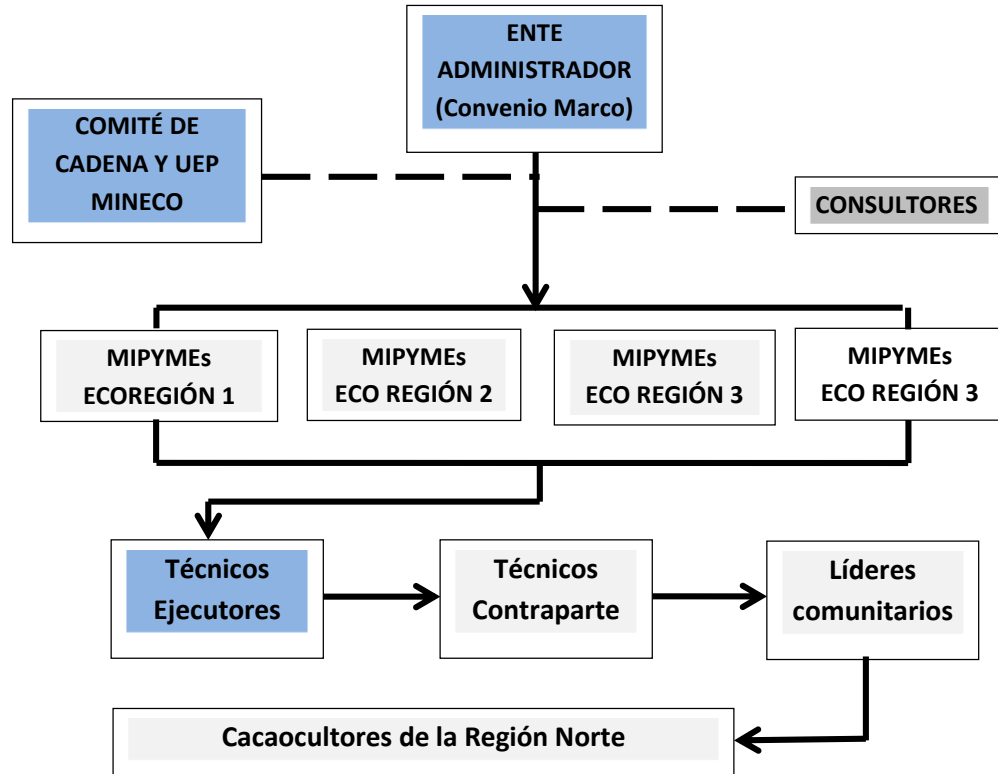 ENTE
ADMINISTRADOR
(Convenio Marco)
COMITÉ DE
CADENA Y UEP
MINECO
CONSULTORES
MIPYMEs
ECOREGIÓN 1
MIPYMEs
ECO REGIÓN 2
MIPYMEs
ECO REGIÓN 3
MIPYMEs
ECO REGIÓN 3
Técnicos
Ejecutores
Técnicos
Contraparte
Líderes
comunitarios
Cacaocultores de la Región Norte